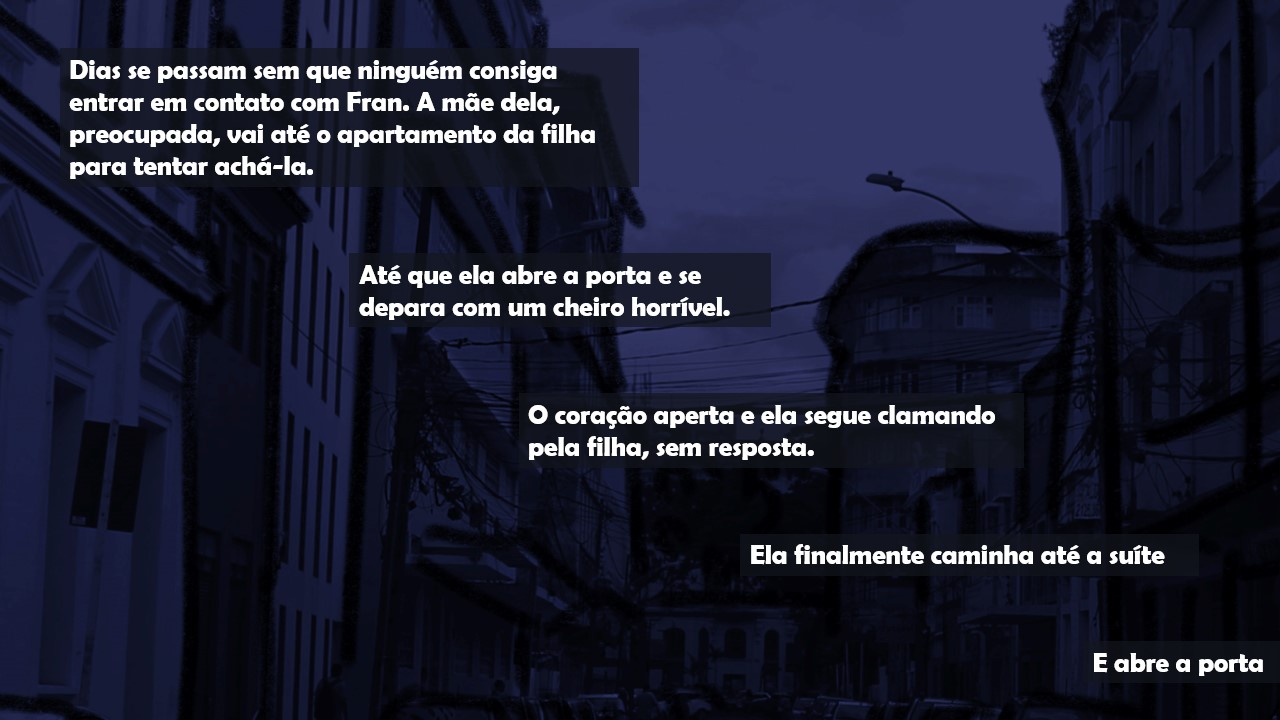 Dias se passam sem que ninguém consiga
entrar em contato com Fran. A mãe dela,
preocupada, vai até o apartamento da filha
para tentar achá-la.
Até que ela abre a porta e se
depara com um cheiro horrível.
O coração aperta e ela segue clamando
pela filha, sem resposta.
Ela finalmente caminha até a suíte
E abre a porta